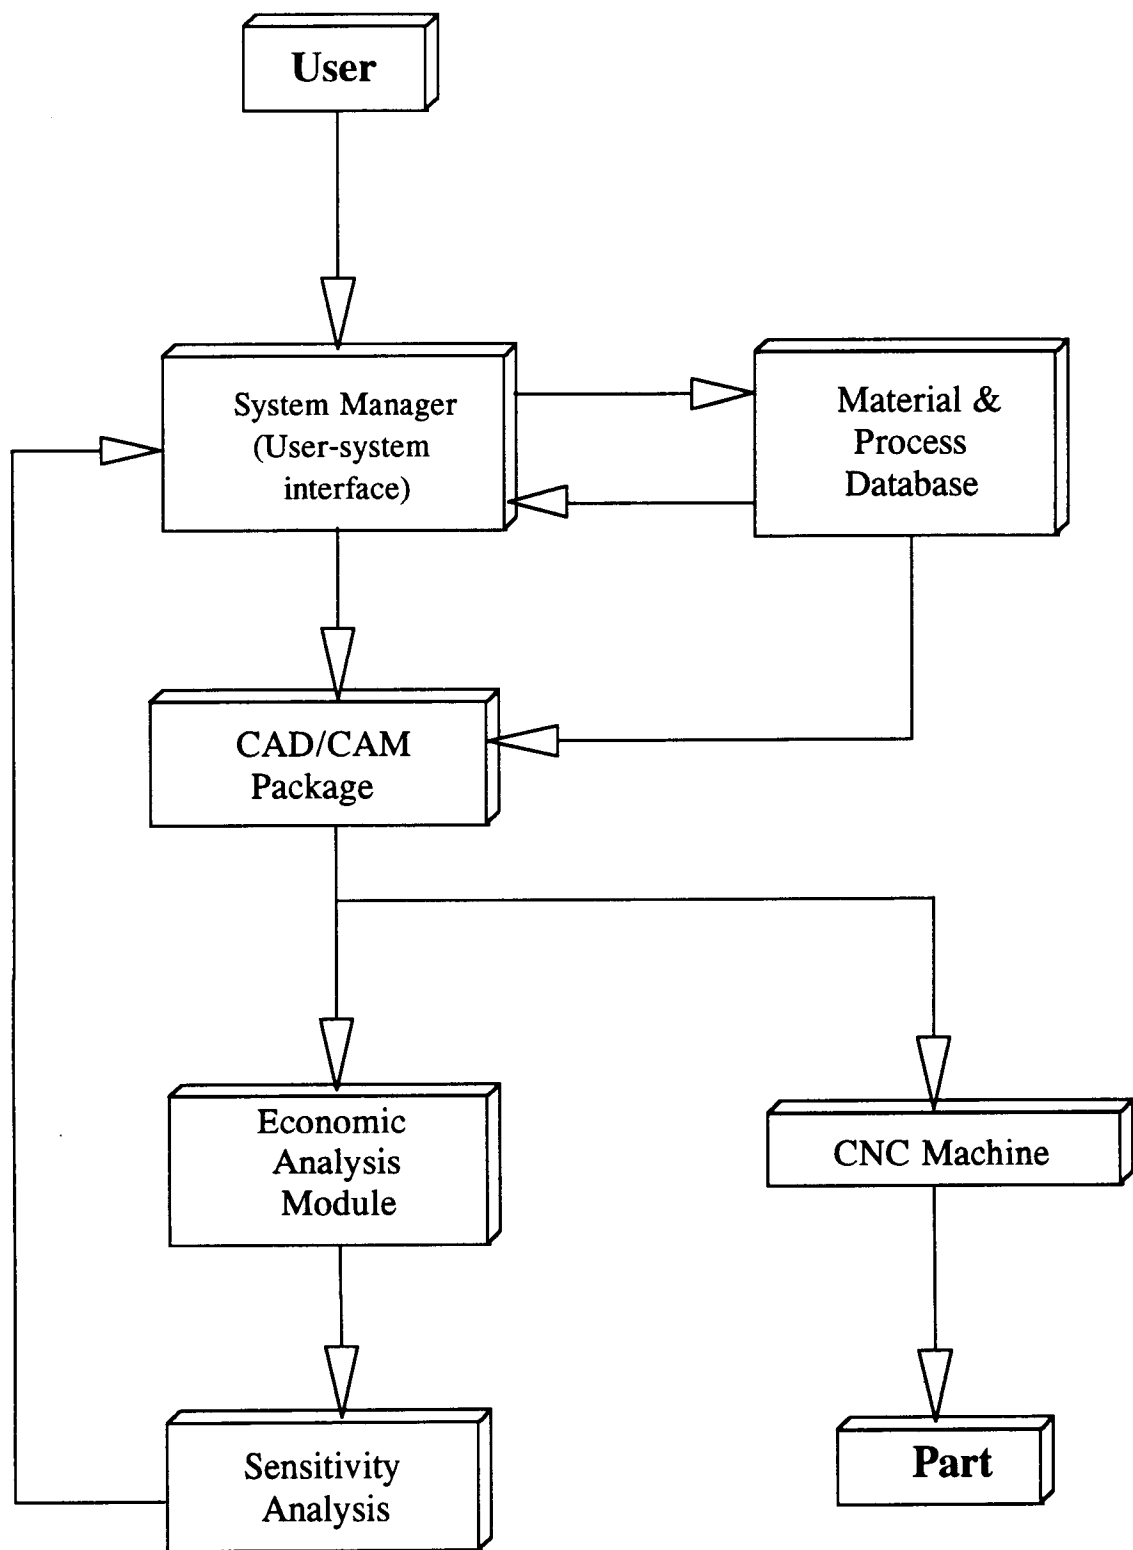 User
System Manager
(User-system
interface)
Material &
Process
Database
CAD/CAM
Package
Economic
Analysis
Module
CNC Machine
Sensitivity
Analysis
Part